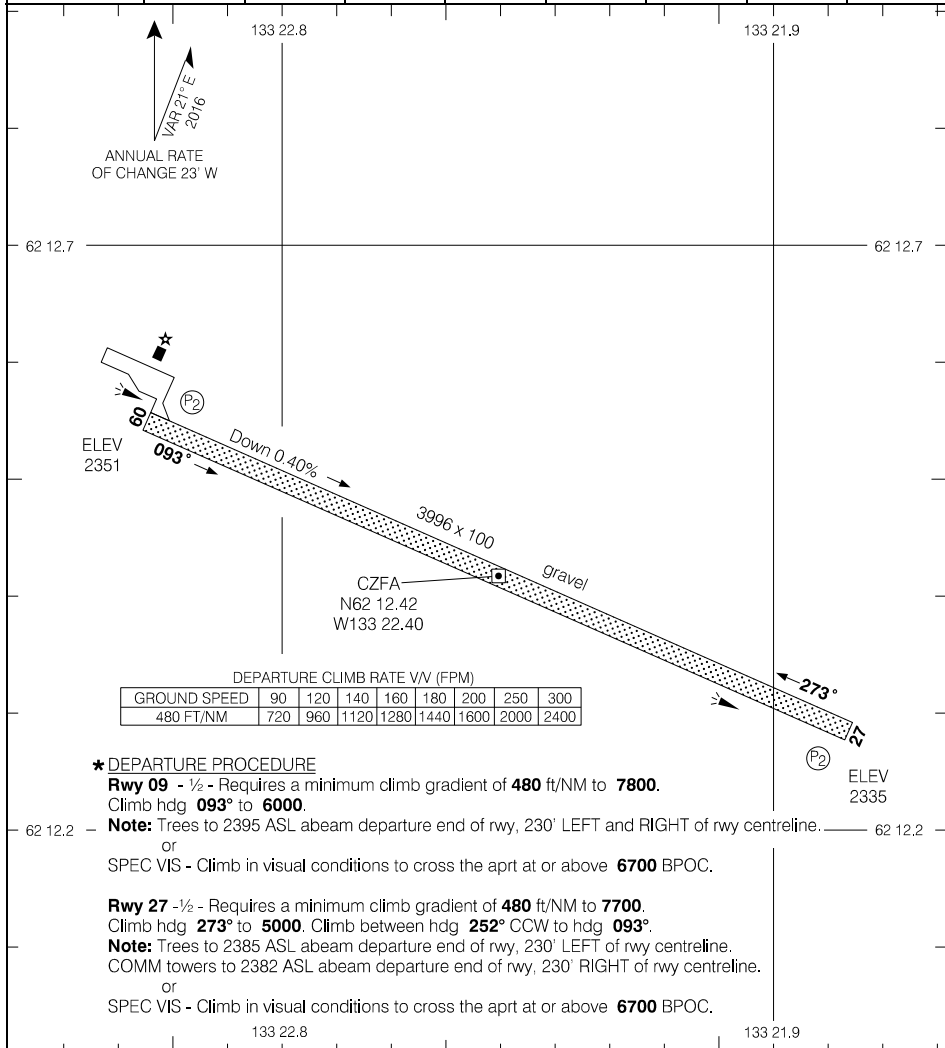 133 22.8 133 21.9
VAR 21° E
2016
ANNUAL RATE
OF CHANGE 23' W
62 12.7 62 12.7
P2
09
ELEV
2351
093°
Down 0.40%
3996 x 100
gravel
CZFA
N62 12.42
W133 22.40
273°
27
P2
ELEV
2335
DEPARTURE CLIMB RATE V/V (FPM)
GROUND SPEED 90 120 140 160 180 200 250 300
480 FT/NM 720 960 1120 1280 1440 1600 2000 2400
* DEPARTURE PROCEDURE
Rwy 09 - ½ - Requires a minimum climb gradient of 480 ft/NM to 7800.
Climb hdg 093° to 6000.
62 12.2 Note: Trees to 2395 ASL abeam departure end of rwy, 230' LEFT and RIGHT of rwy centreline. 62 12.2
or
SPEC VIS - Climb in visual conditions to cross the aprt at or above 6700 BPOC.
Rwy 27 -½ - Requires a minimum climb gradient of 480 ft/NM to 7700.
Climb hdg 273° to 5000. Climb between hdg 252° CCW to hdg 093°.
Note: Trees to 2385 ASL abeam departure end of rwy, 230' LEFT of rwy centreline.
COMM towers to 2382 ASL abeam departure end of rwy, 230' RIGHT of rwy centreline.
or
SPEC VIS - Climb in visual conditions to cross the aprt at or above 6700 BPOC.
133 22.8 133 21.9